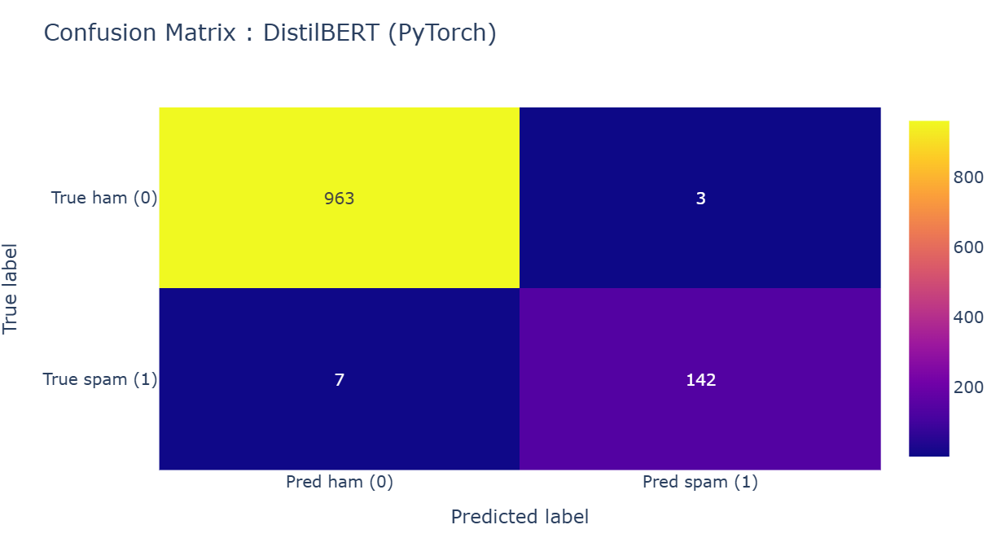 Confusion Matrix : DistilBERT (PyTorch)
True label
True ham (0)
963
3
True spam (1)
7
142
Pred ham (0)
Pred spam (1)
Predicted label
800
600
400
200